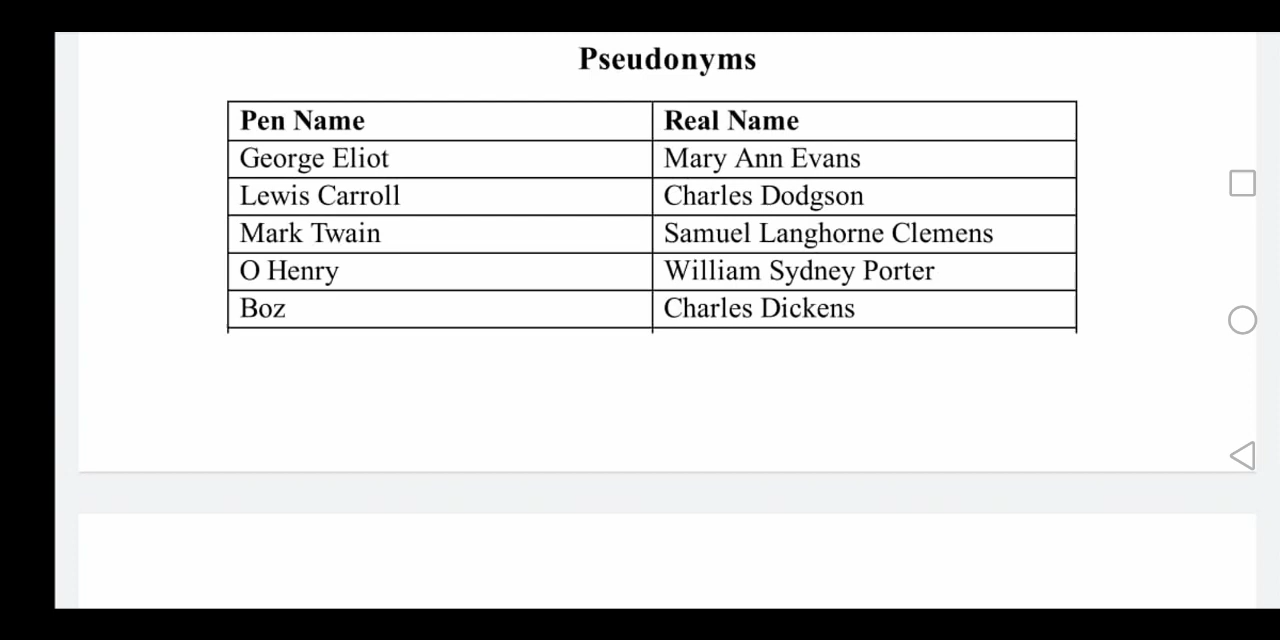 Pseudonyms
Pen Name Real Name
George Eliot Mary Ann Evans
Lewis Carroll Charles Dodgson
Mark Twain Samuel Langhorne Clemens
O Henry William Sydney Porter
Boz Charles Dickens